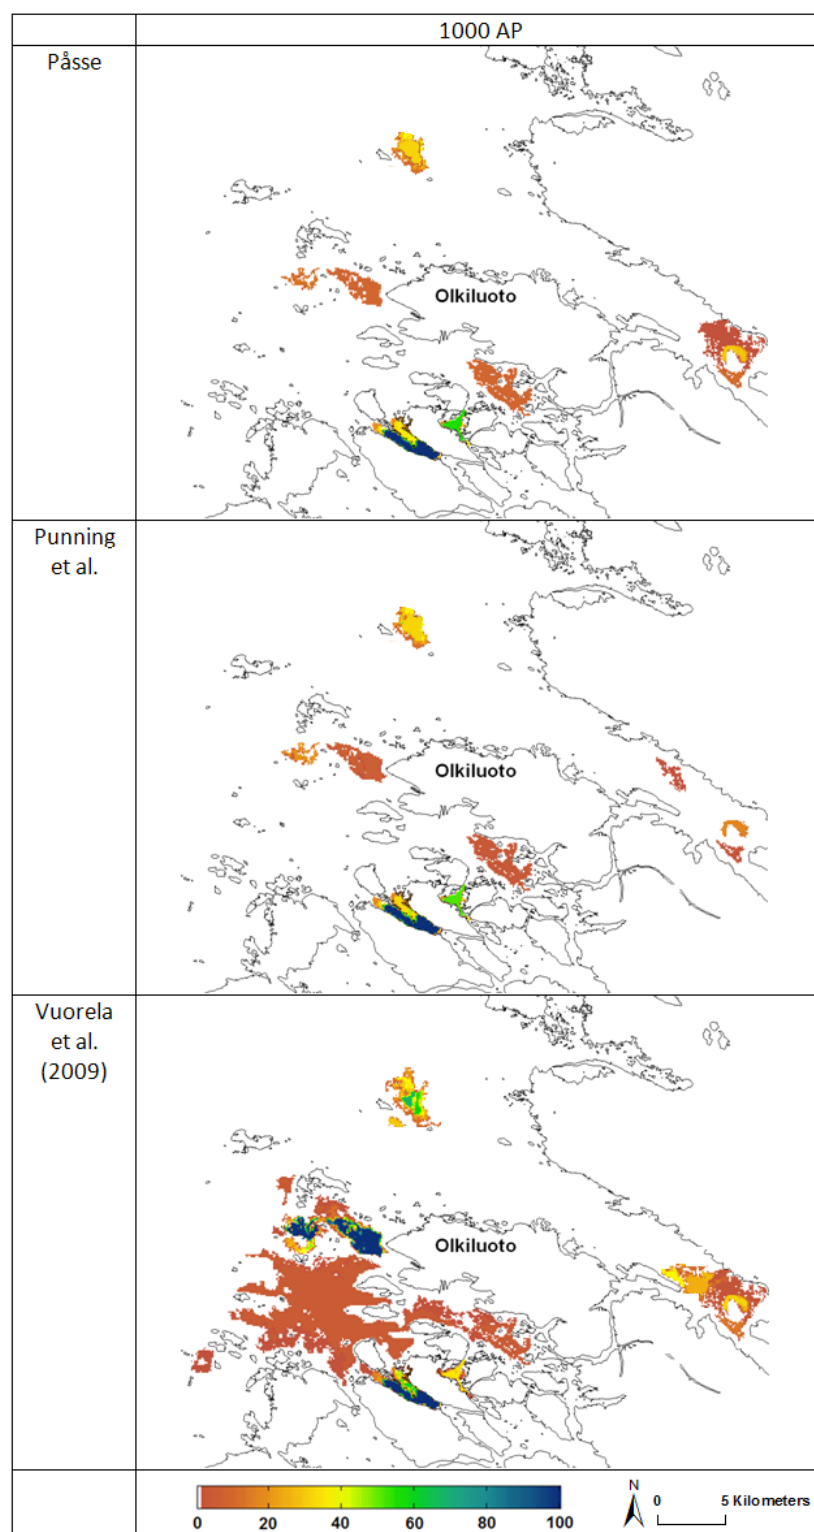 1000 AP
Påsse
Olkiluoto
Punning
et al.
Olkiluoto
Vuorela
et al.
(2009)
Olkiluoto
N
0 5 Kilometers
0 20 40 60 80 100